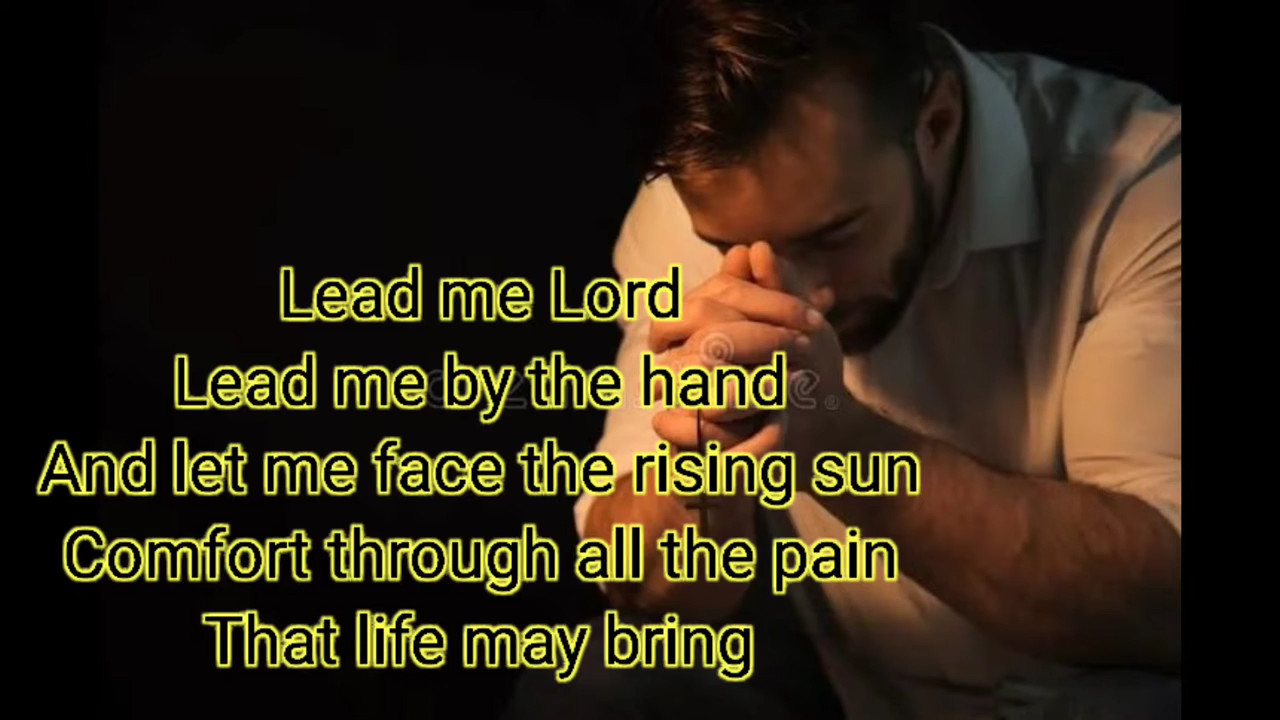 Lead me Lord
Lead me by the hand
And let me face the rising sun
Comfort through all the pain
That life may bring